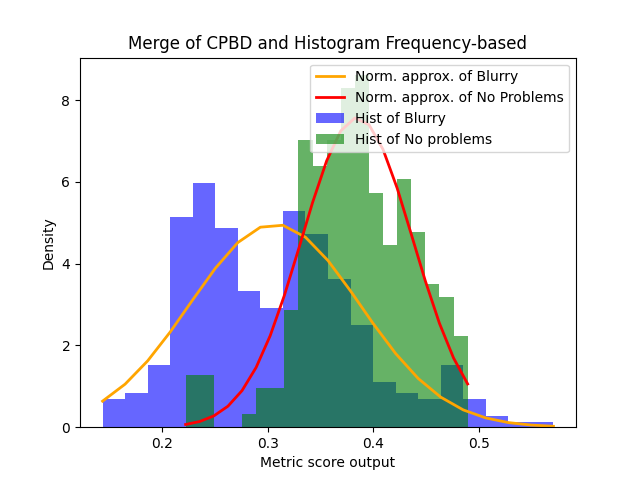 Merge of CPBD and Histogram Frequency-based
Norm. approx. of Blurry
Norm. approx. of No Problems
Hist of Blurry
Hist of No problems
Density
8
6
4
2
0
0.2 0.3 0.4 0.5
Metric score output